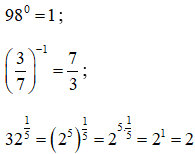 98⁰ = 1;
(3/7)⁻¹ = 7/3;
32^(1/5) = (2⁵)^(1/5) = 2^(5·1/5) = 2¹ = 2